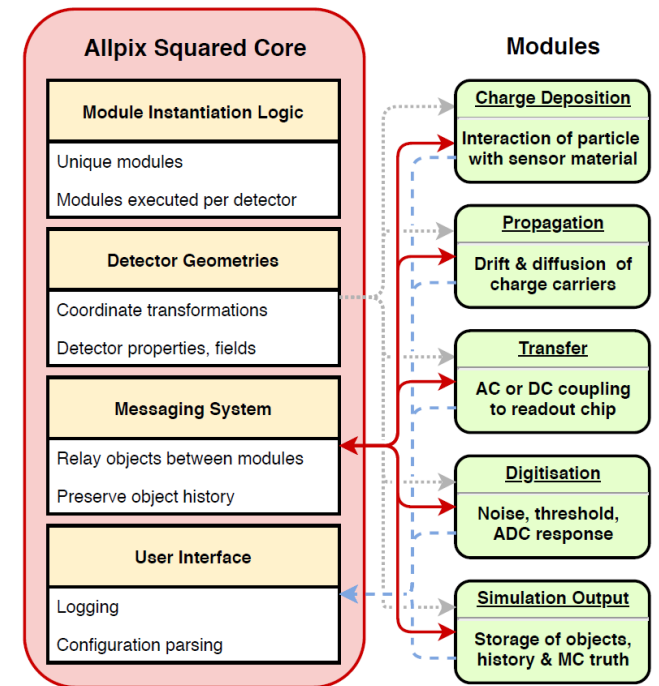 Allpix Squared Core
Module Instantiation Logic
Unique modules
Modules executed per detector
Detector Geometries
Coordinate transformations
Detector properties, fields
Messaging System
Relay objects between modules
Preserve object history
User Interface
Logging
Configuration parsing
Modules
Charge Deposition
Interaction of particle
with sensor material
Propagation
Drift & diffusion of
charge carriers
Transfer
AC or DC coupling
to readout chip
Digitisation
Noise, threshold,
ADC response
Simulation Output
Storage of objects,
history & MC truth